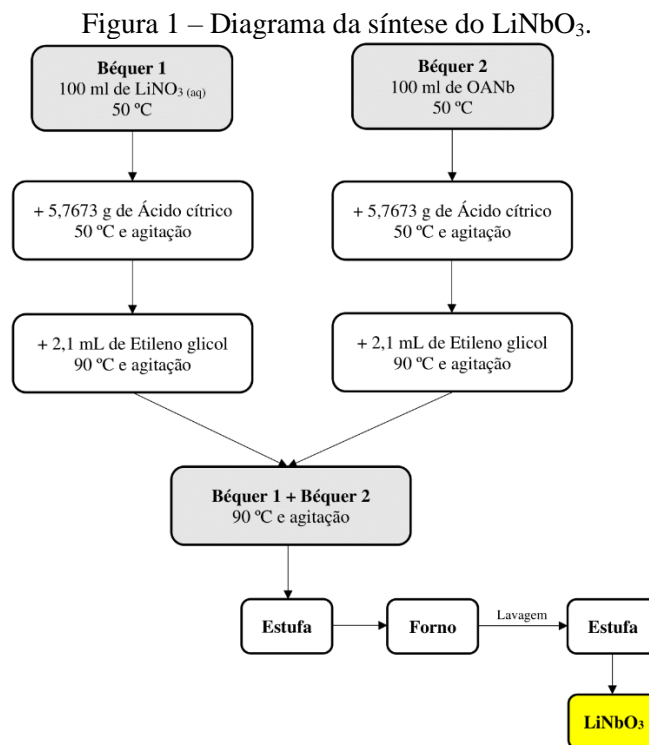 Figura 1 – Diagrama da síntese do LiNbO₃.
Béquer 1
100 ml de LiNO₃ (aq)
50 ºC
Béquer 2
100 ml de OANb
50 ºC
+ 5,7673 g de Ácido cítrico
50 ºC e agitação
+ 5,7673 g de Ácido cítrico
50 ºC e agitação
+ 2,1 mL de Etileno glicol
90 ºC e agitação
+ 2,1 mL de Etileno glicol
90 ºC e agitação
Béquer 1 + Béquer 2
90 ºC e agitação
Estufa
Forno
Lavagem
Estufa
LiNbO₃